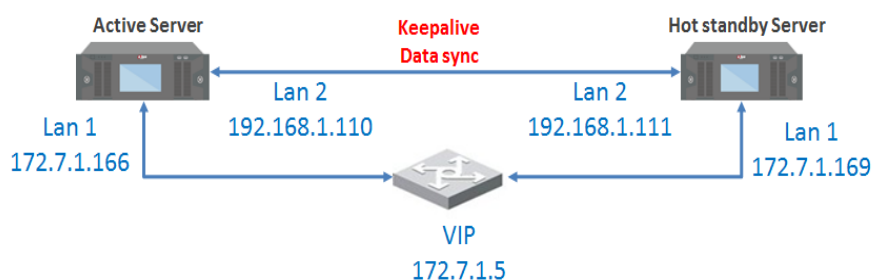 Active Server
Keepalive
Data sync
Hot standby Server
Lan 2
192.168.1.110
Lan 2
192.168.1.111
Lan 1
172.7.1.166
Lan 1
172.7.1.169
VIP
172.7.1.5